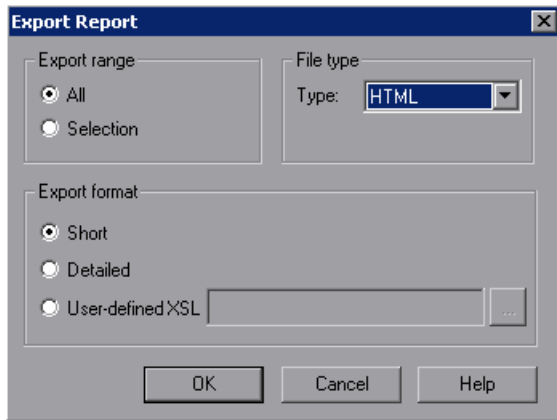 Export Report
Export range
All
Selection
File type
Type: HTML
Export format
Short
Detailed
User-defined XSL ...
OK Cancel Help